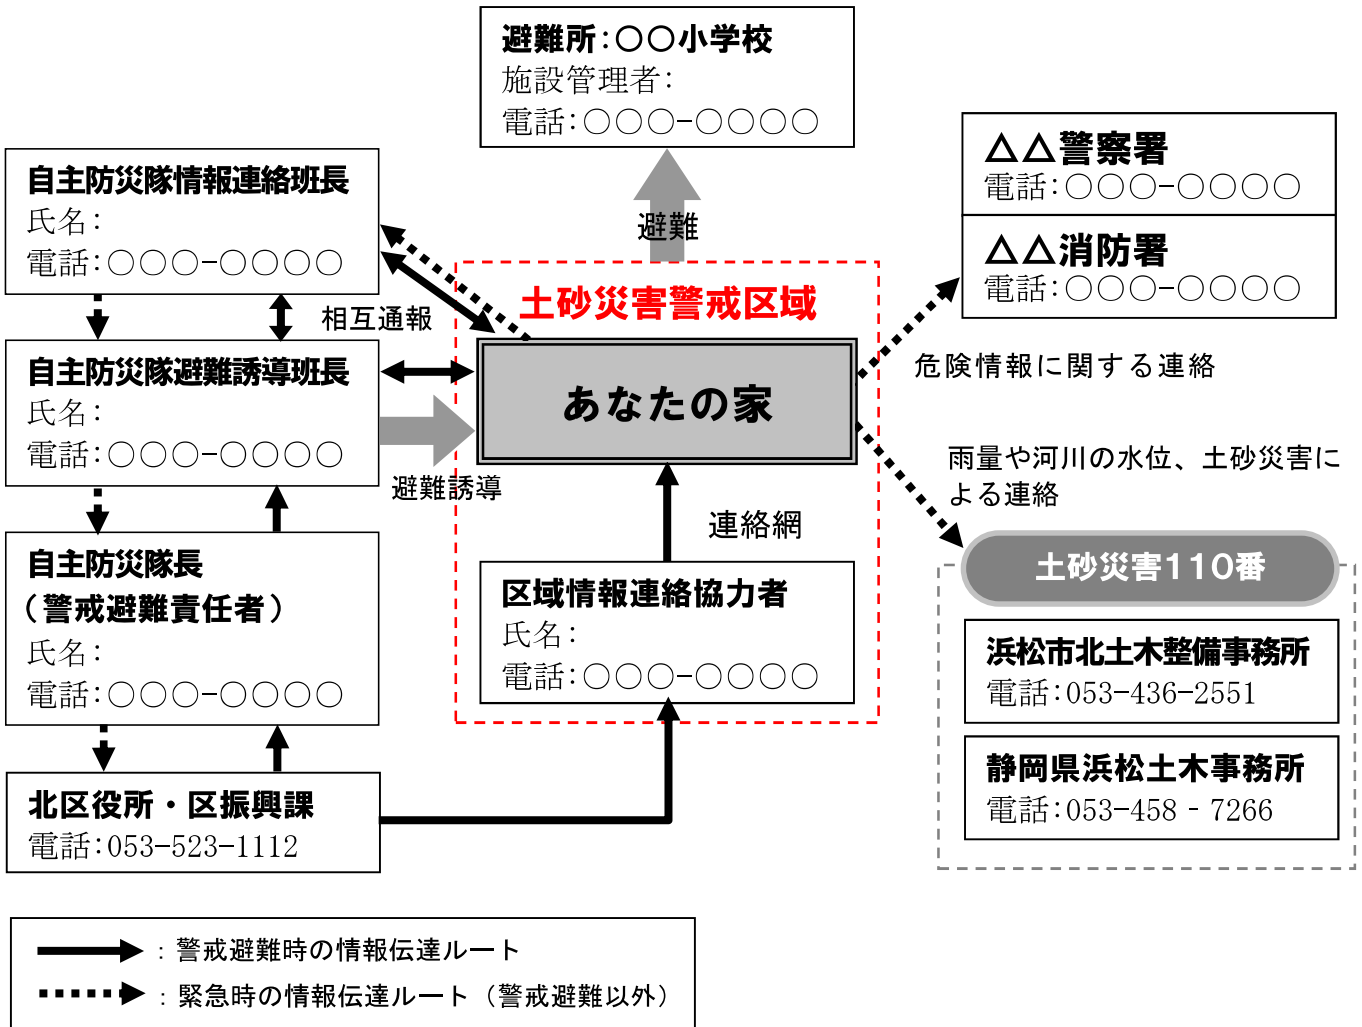 避難所：〇〇小学校
施設管理者：
電話：〇〇〇－〇〇〇〇
避難
自主防災隊情報連絡班長
氏名：
電話：〇〇〇－〇〇〇〇
相互通報
自主防災隊避難誘導班長
氏名：
電話：〇〇〇－〇〇〇〇
避難誘導
自主防災隊長
（警戒避難責任者）
氏名：
電話：〇〇〇－〇〇〇〇
北区役所・区振興課
電話：053－523－1112
土砂災害警戒区域
あなたの家
連絡網
区域情報連絡協力者
氏名：
電話：〇〇〇－〇〇〇〇
△△警察署
電話：〇〇〇－〇〇〇〇
△△消防署
電話：〇〇〇－〇〇〇〇
危険情報に関する連絡
雨量や河川の水位、土砂災害に
よる連絡
土砂災害１１０番
浜松市北土木整備事務所
電話：053－436－2551
静岡県浜松土木事務所
電話：053－458‐7266
：警戒避難時の情報伝達ルート
：緊急時の情報伝達ルート（警戒避難以外）